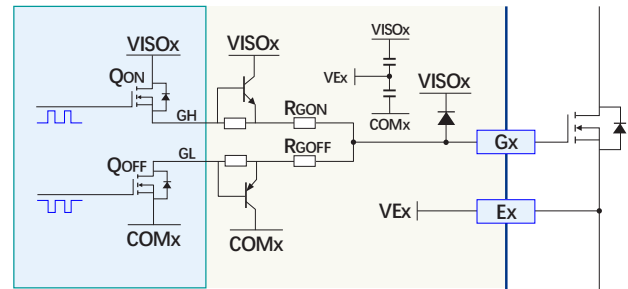 VISOx
QON
GH
VISOx
RGON
VISOx
VEx
COMx
VISOx
Gx
QOFF
GL
RGOFF
COMx
COMx
VEx
Ex